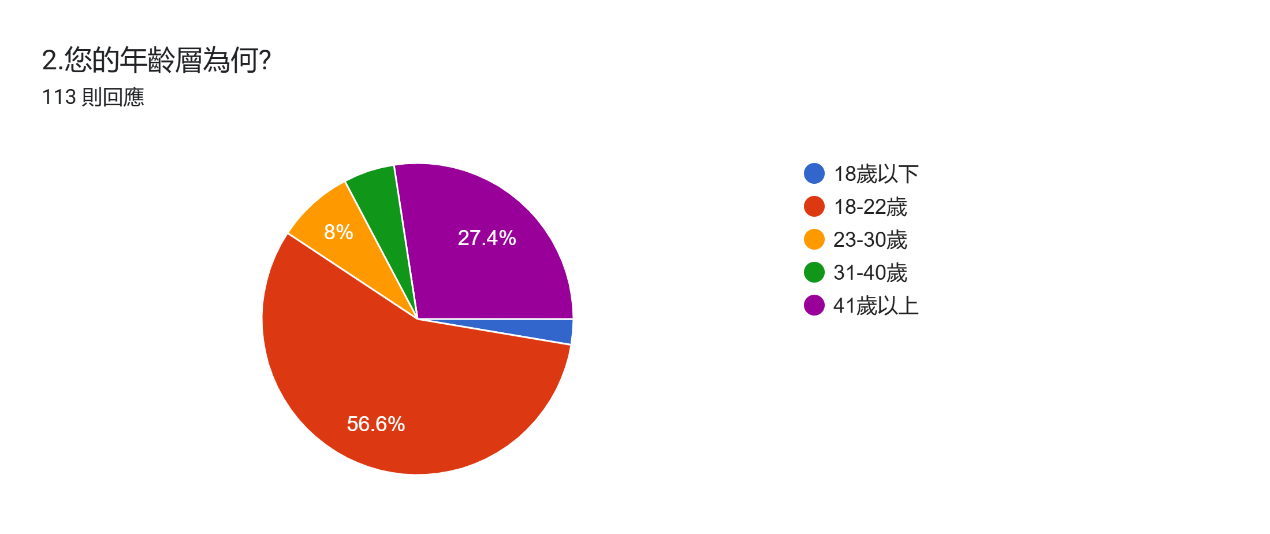 2.您的年齡層為何?
113 則回應
18歲以下
18-22歲
23-30歲
31-40歲
41歲以上
27.4%
8%
56.6%